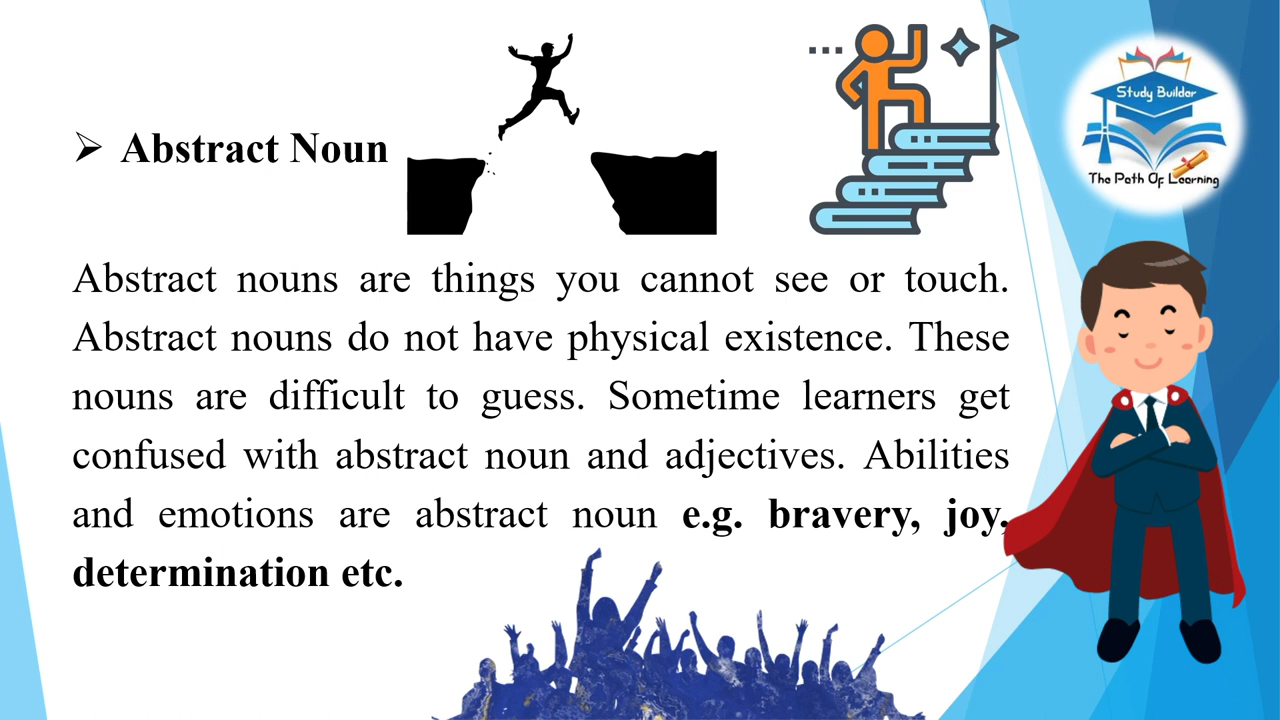 Study Builder
The Path Of Learning
➢ Abstract Noun
Abstract nouns are things you cannot see or touch.
Abstract nouns do not have physical existence. These
nouns are difficult to guess. Sometime learners get
confused with abstract noun and adjectives. Abilities
and emotions are abstract noun e.g. bravery, joy,
determination etc.